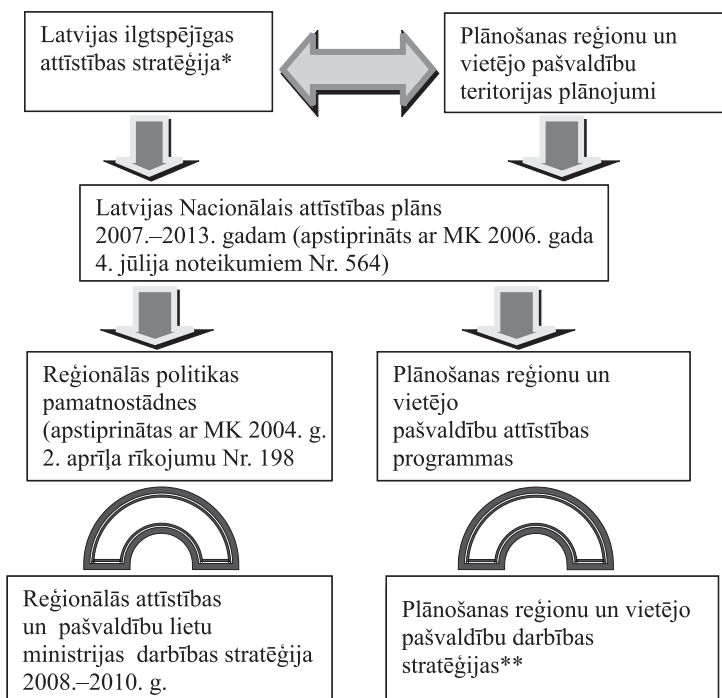 Latvijas ilgtspējīgas
attīstības stratēģija*
Plānošanas reģionu un
vietējo pašvaldību
teritorijas plānojumi
Latvijas Nacionālais attīstības plāns
2007.–2013. gadam (apstiprināts ar MK 2006. gada
4. jūlija noteikumiem Nr. 564)
Reģionālās politikas
pamatnostādnes
(apstiprinātas ar MK 2004. g.
2. aprīļa rīkojumu Nr. 198
Plānošanas reģionu un
vietējo
pašvaldību attīstības
programmas
Reģionālās attīstības
un pašvaldību lietu
ministrijas darbības stratēģija
2008.–2010. g.
Plānošanas reģionu un vietējo
pašvaldību darbības
stratēģijas**